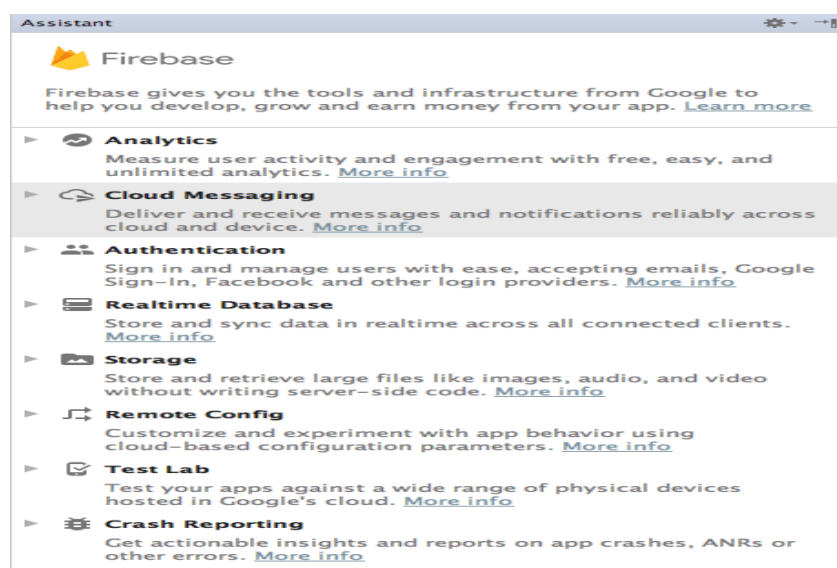 Assistant
Firebase
Firebase gives you the tools and infrastructure from Google to
help you develop, grow and earn money from your app. Learn more
Analytics
Measure user activity and engagement with free, easy, and
unlimited analytics. More info
Cloud Messaging
Deliver and receive messages and notifications reliably across
cloud and device. More info
Authentication
Sign in and manage users with ease, accepting emails, Google
Sign-In, Facebook and other login providers. More info
Realtime Database
Store and sync data in realtime across all connected clients.
More info
Storage
Store and retrieve large files like images, audio, and video
without writing server-side code. More info
Remote Config
Customize and experiment with app behavior using
cloud-based configuration parameters. More info
Test Lab
Test your apps against a wide range of physical devices
hosted in Google's cloud. More info
Crash Reporting
Get actionable insights and reports on app crashes, ANRs or
other errors. More info